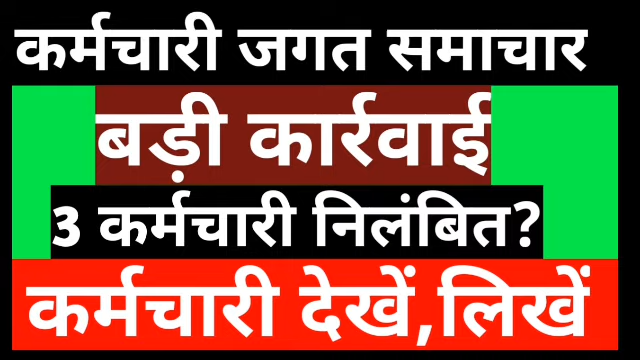 कर्मचारी जगत समाचार
बड़ी कार्रवाई
3 कर्मचारी निलंबित?
कर्मचारी देखें,लिखें